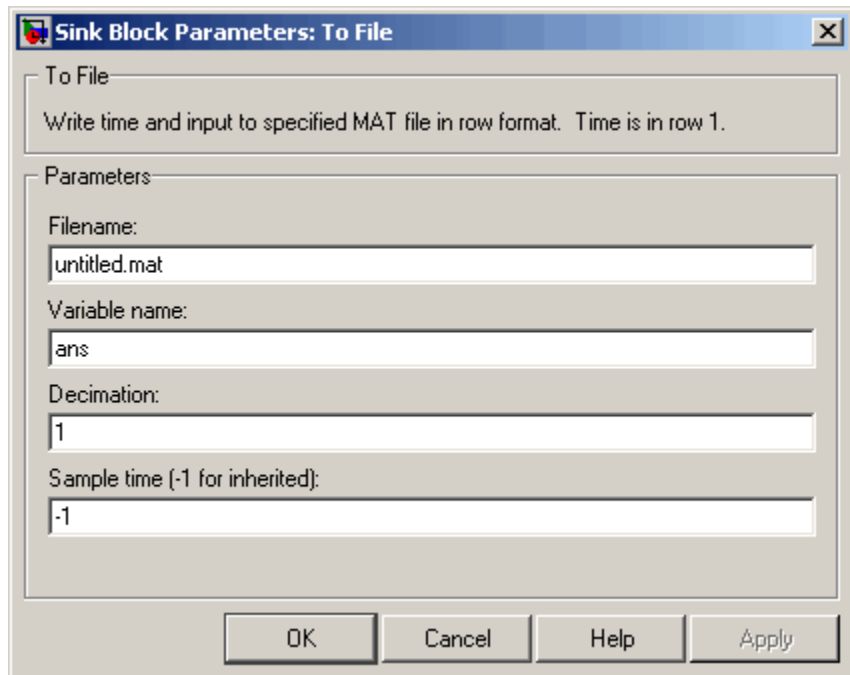 Sink Block Parameters: To File
To File
Write time and input to specified MAT file in row format.  Time is in row 1.
Parameters
Filename:
untitled.mat
Variable name:
ans
Decimation:
1
Sample time (-1 for inherited):
-1
OK Cancel Help Apply